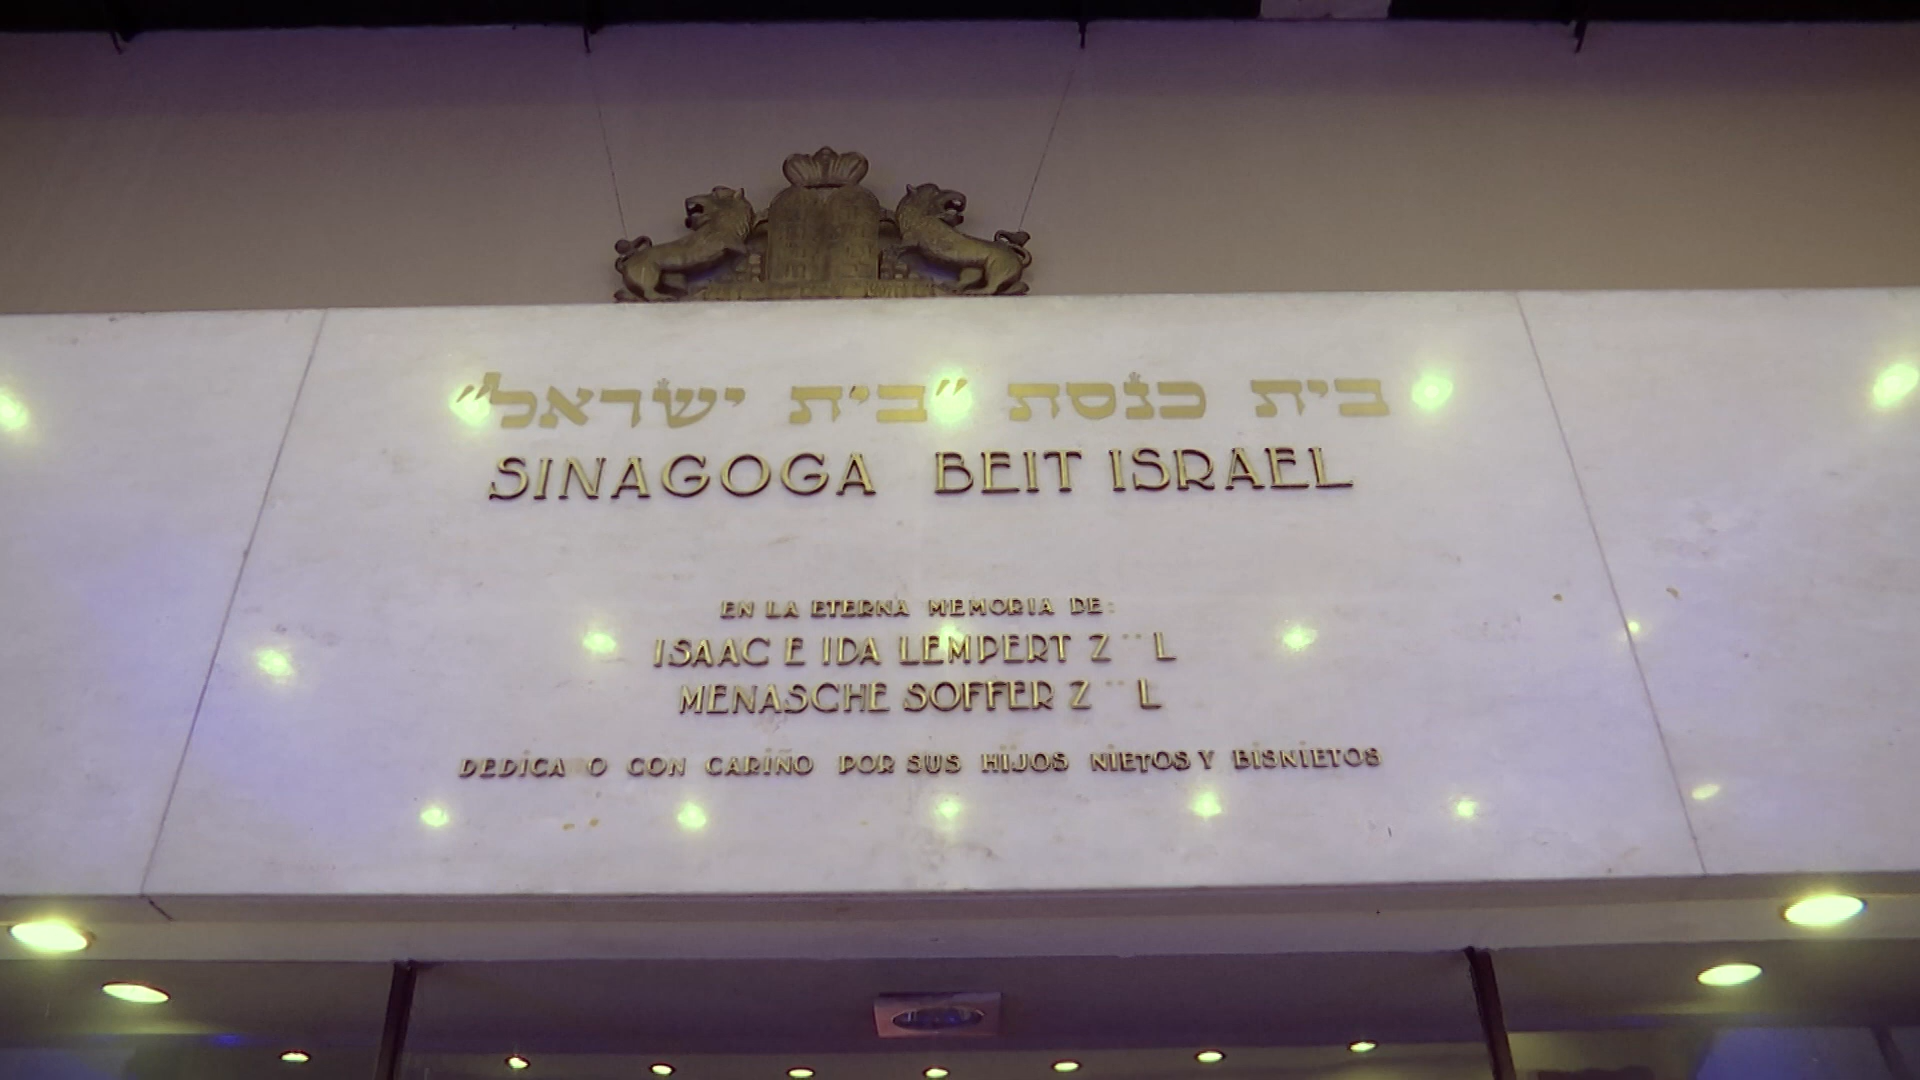 בית כנסת "בית ישראל"
SINAGOGA BEIT ISRAEL
EN LA ETERNA MEMORIA DE:
ISAAC E IDA LEMPERT Z¨L
MENASCHE SOFFER Z¨L
DEDICA O CON CARIÑO POR SUS HIJOS NIETOS Y BISNIETOS